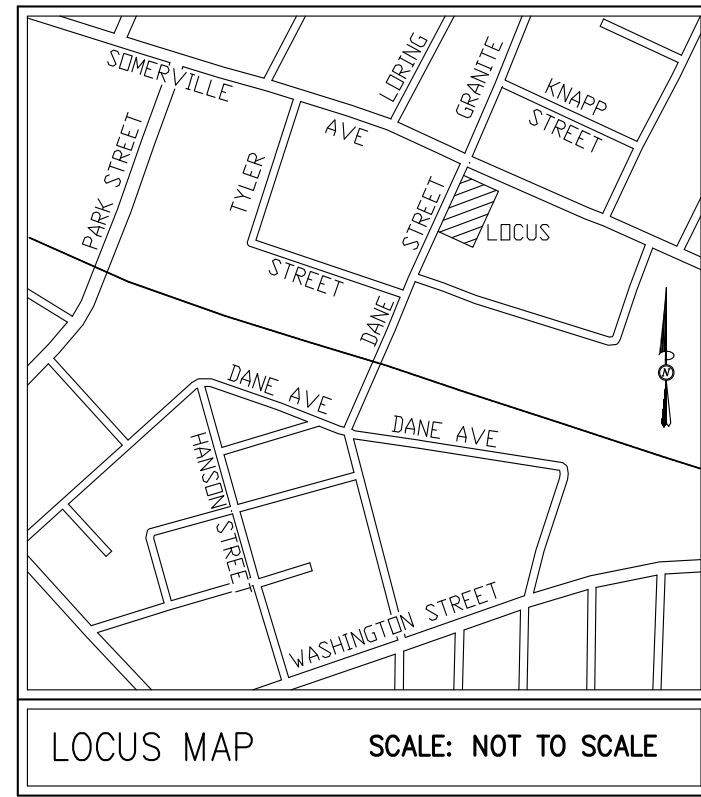 SOMERVILLE
AVE
LORING
GRANITE
KNAPP
STREET
PARK STREET
TYLER
STREET
STREET
DANE
LOCUS
N
DANE AVE
DANE AVE
HANSON STREET
WASHINGTON STREET
LOCUS MAP
SCALE: NOT TO SCALE